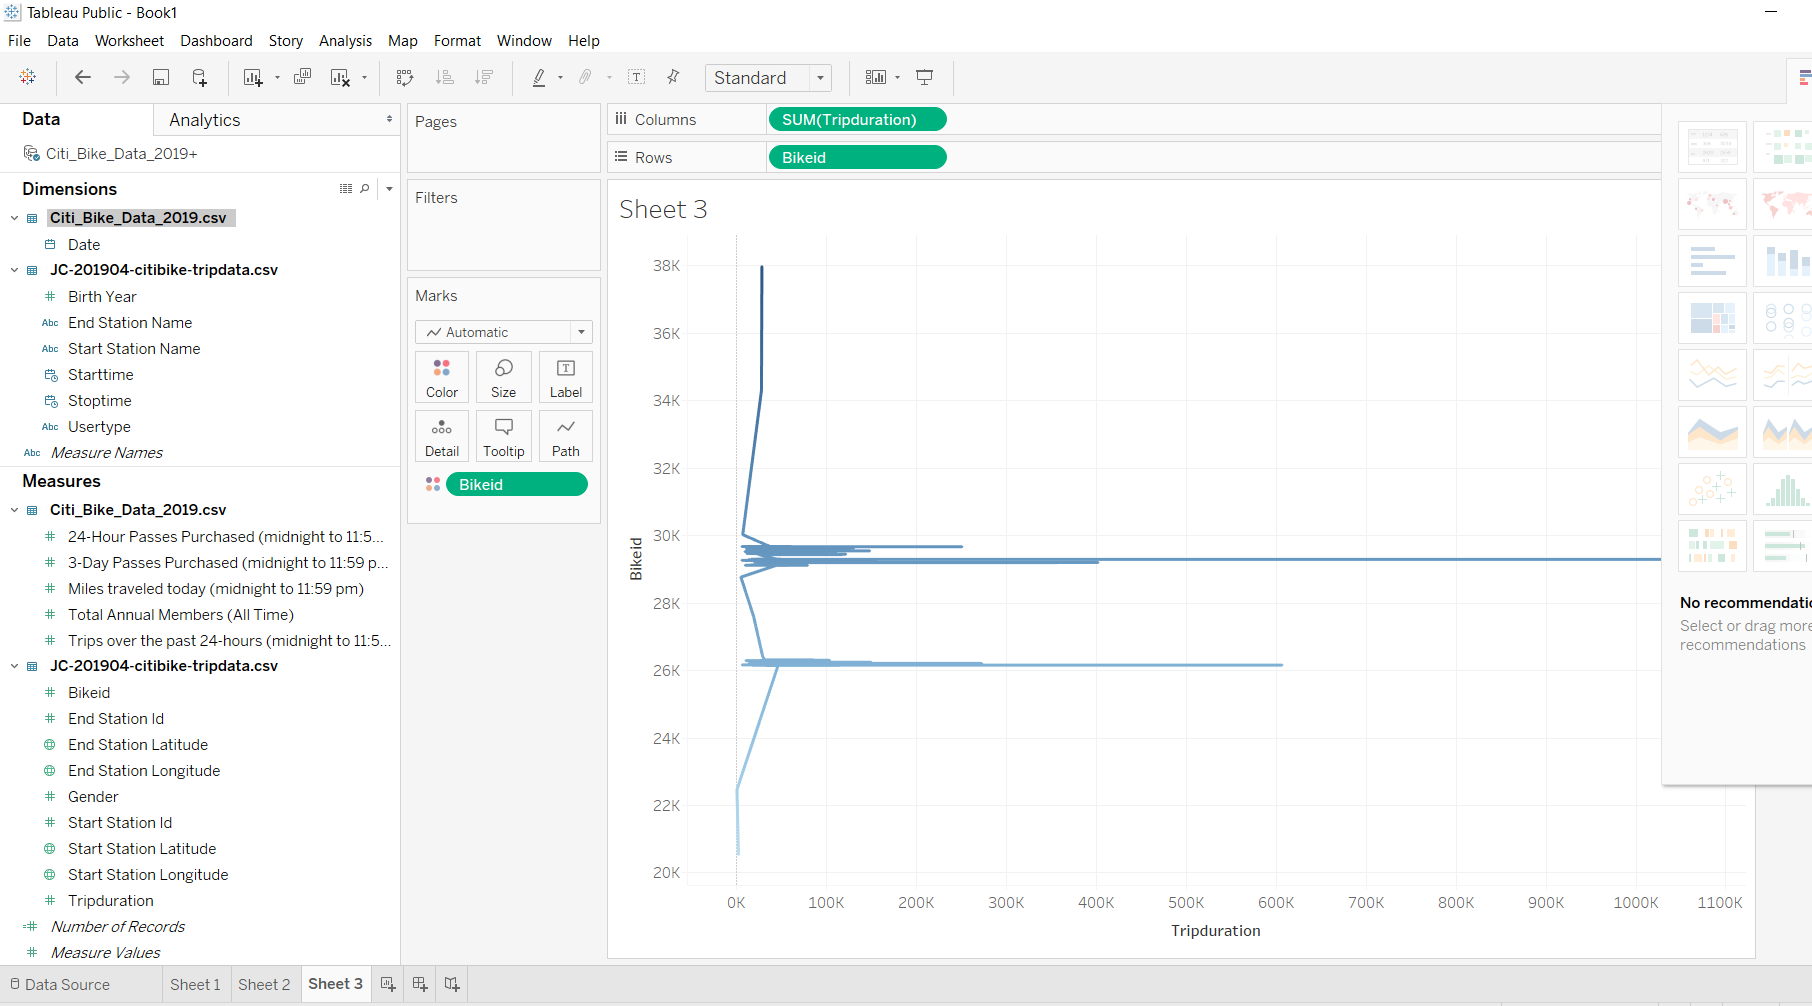 Tableau Public - Book1
File Data Worksheet Dashboard Story Analysis Map Format Window Help
Standard
Data
Analytics
Citi_Bike_Data_2019+
Dimensions
Citi_Bike_Data_2019.csv
Date
JC-201904-citibike-tripdata.csv
# Birth Year
Abc End Station Name
Abc Start Station Name
Starttime
Stoptime
Abc Usertype
Abc Measure Names
Measures
Citi_Bike_Data_2019.csv
# 24-Hour Passes Purchased (midnight to 11:5...
# 3-Day Passes Purchased (midnight to 11:59 p...
# Miles traveled today (midnight to 11:59 pm)
# Total Annual Members (All Time)
# Trips over the past 24-hours (midnight to 11:5...
JC-201904-citibike-tripdata.csv
# Bikeid
# End Station Id
End Station Latitude
End Station Longitude
# Gender
# Start Station Id
Start Station Latitude
Start Station Longitude
# Tripduration
=# Number of Records
# Measure Values
Pages
Filters
Marks
Automatic
Color Size Label
Detail Tooltip Path
Bikeid
Columns SUM(Tripduration)
Rows Bikeid
Sheet 3
38K
36K
34K
32K
30K
28K
26K
24K
22K
20K
Bikeid
0K 100K 200K 300K 400K 500K 600K 700K 800K 900K 1000K 1100K
Tripduration
No recommendatio
Select or drag more
recommendations
Data Source Sheet 1 Sheet 2 Sheet 3